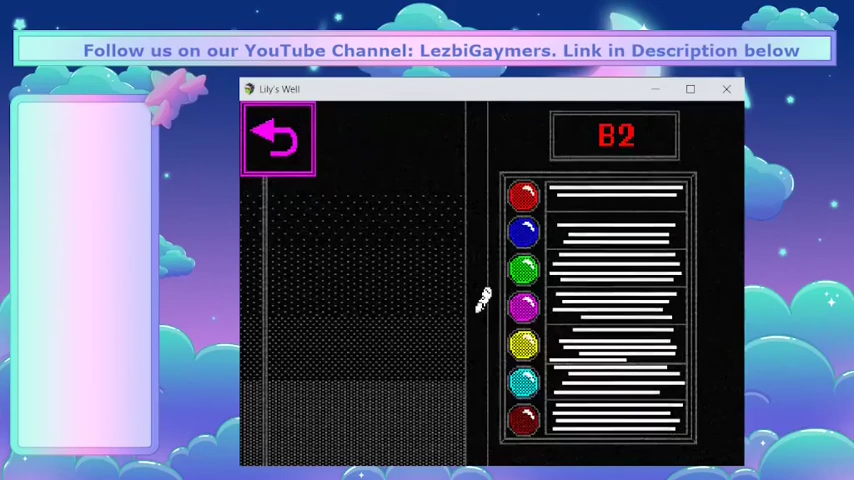 Follow us on our YouTube Channel: LezbiGaymers. Link in Description below
Lily's Well
B2